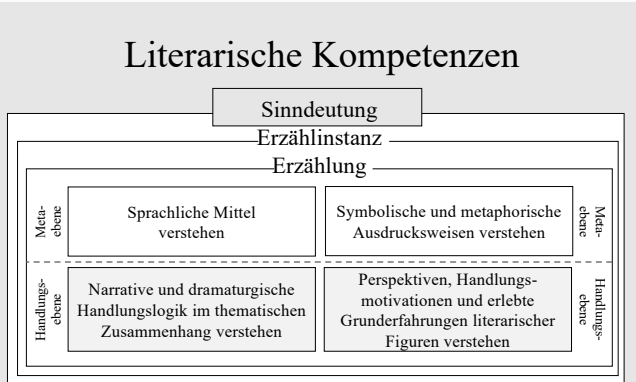 Literarische Kompetenzen
Sinndeutung
Erzählinstanz
Erzählung
Meta-
ebene
Sprachliche Mittel
verstehen
Symbolische und metaphorische
Ausdrucksweisen verstehen
Meta-
ebene
Handlungs-
ebene
Narrative und dramaturgische
Handlungslogik im thematischen
Zusammenhang verstehen
Perspektiven, Handlungs-
motivationen und erlebte
Grunderfahrungen literarischer
Figuren verstehen
Handlungs-
ebene